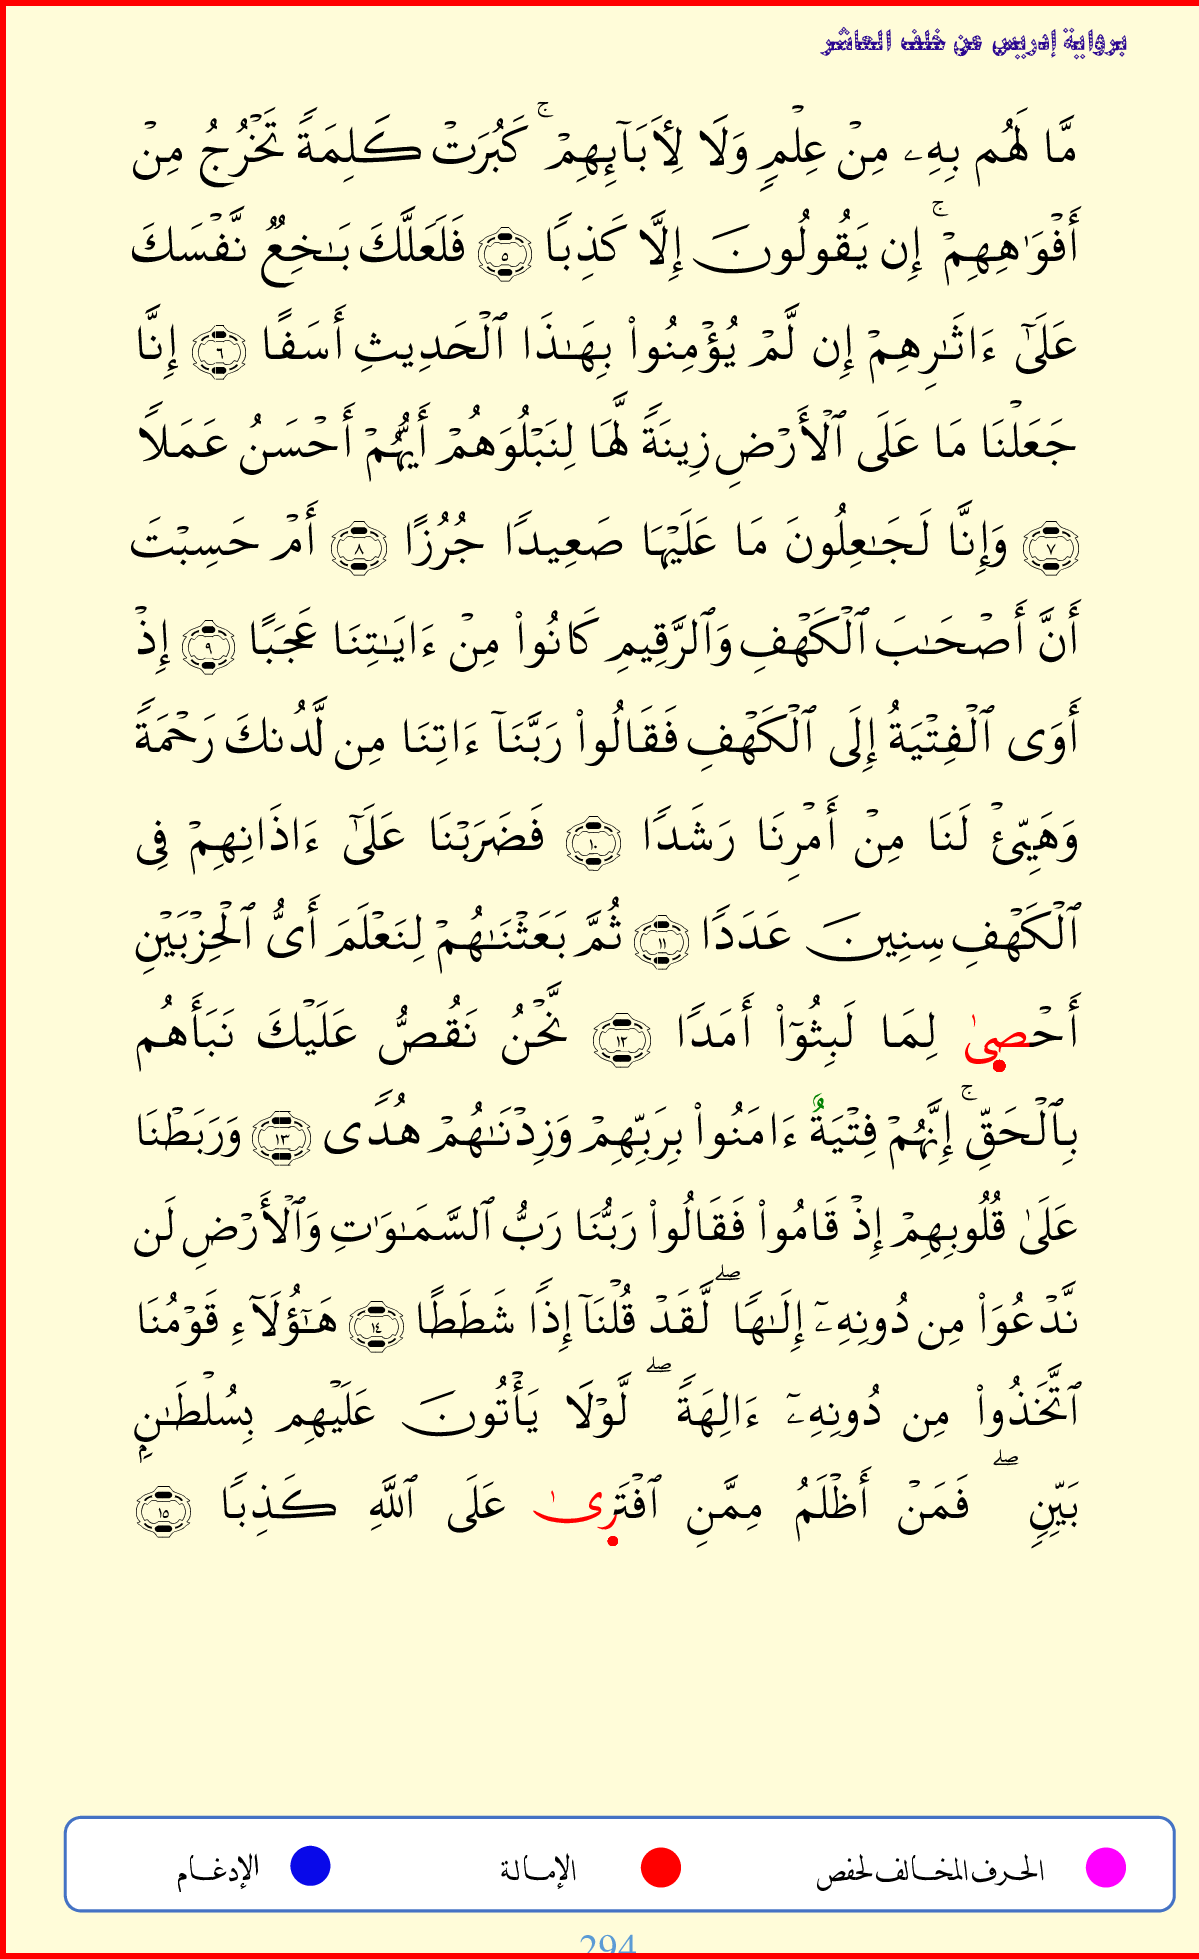 برواية إدريس عن خلف العاشر
مَّا لَهُم بِهِۦ مِنۡ عِلۡمٖ وَلَا لِأٓبَآئِهِمۡۚ كَبُرَتۡ كَلِمَةٗ تَخۡرُجُ مِنۡ
أَفۡوَٰهِهِمۡۚ إِن يَقُولُونَ إِلَّا كَذِبٗا ٥ فَلَعَلَّكَ بَٰخِعٞ نَّفۡسَكَ
عَلَىٰٓ ءَاثَٰرِهِمۡ إِن لَّمۡ يُؤۡمِنُواْ بِهَٰذَا ٱلۡحَدِيثِ أَسَفًا ٦ إِنَّا
جَعَلۡنَا مَا عَلَى ٱلۡأَرۡضِ زِينَةٗ لَّهَا لِنَبۡلُوَهُمۡ أَيُّهُمۡ أَحۡسَنُ عَمَلٗا
٧ وَإِنَّا لَجَٰعِلُونَ مَا عَلَيۡهَا صَعِيدٗا جُرُزًا ٨ أَمۡ حَسِبۡتَ
أَنَّ أَصۡحَٰبَ ٱلۡكَهۡفِ وَٱلرَّقِيمِ كَانُواْ مِنۡ ءَايَٰتِنَا عَجَبًا ٩ إِذۡ
أَوَى ٱلۡفِتۡيَةُ إِلَى ٱلۡكَهۡفِ فَقَالُواْ رَبَّنَآ ءَاتِنَا مِن لَّدُنكَ رَحۡمَةٗ
وَهَيِّئۡ لَنَا مِنۡ أَمۡرِنَا رَشَدٗا ١٠ فَضَرَبۡنَا عَلَىٰٓ ءَاذَانِهِمۡ فِي
ٱلۡكَهۡفِ سِنِينَ عَدَدٗا ١١ ثُمَّ بَعَثۡنَٰهُمۡ لِنَعۡلَمَ أَيُّ ٱلۡحِزۡبَيۡنِ
أَحۡصىٰ لِمَا لَبِثُوٓاْ أَمَدٗا ١٢ نَّحۡنُ نَقُصُّ عَلَيۡكَ نَبَأَهُم
بِٱلۡحَقِّۚ إِنَّهُمۡ فِتۡيَةٌ ءَامَنُواْ بِرَبِّهِمۡ وَزِدۡنَٰهُمۡ هُدٗى ١٣ وَرَبَطۡنَا
عَلَىٰ قُلُوبِهِمۡ إِذۡ قَامُواْ فَقَالُواْ رَبُّنَا رَبُّ ٱلسَّمَٰوَٰتِ وَٱلۡأَرۡضِ لَن
نَّدۡعُوَاْ مِن دُونِهِۦٓ إِلَٰهٗاۖ لَّقَدۡ قُلۡنَآ إِذٗا شَطَطًا ١٤ هَٰٓؤُلَآءِ قَوۡمُنَا
ٱتَّخَذُواْ مِن دُونِهِۦٓ ءَالِهَةٗۖ لَّوۡلَا يَأۡتُونَ عَلَيۡهِم بِسُلۡطَٰنِۭ
بَيِّنٖۖ فَمَنۡ أَظۡلَمُ مِمَّنِ ٱفۡتَرىٰ عَلَى ٱللَّهِ كَذِبٗا ١٥
الحرف المخالف لحفص الإمالة الإدغام
294